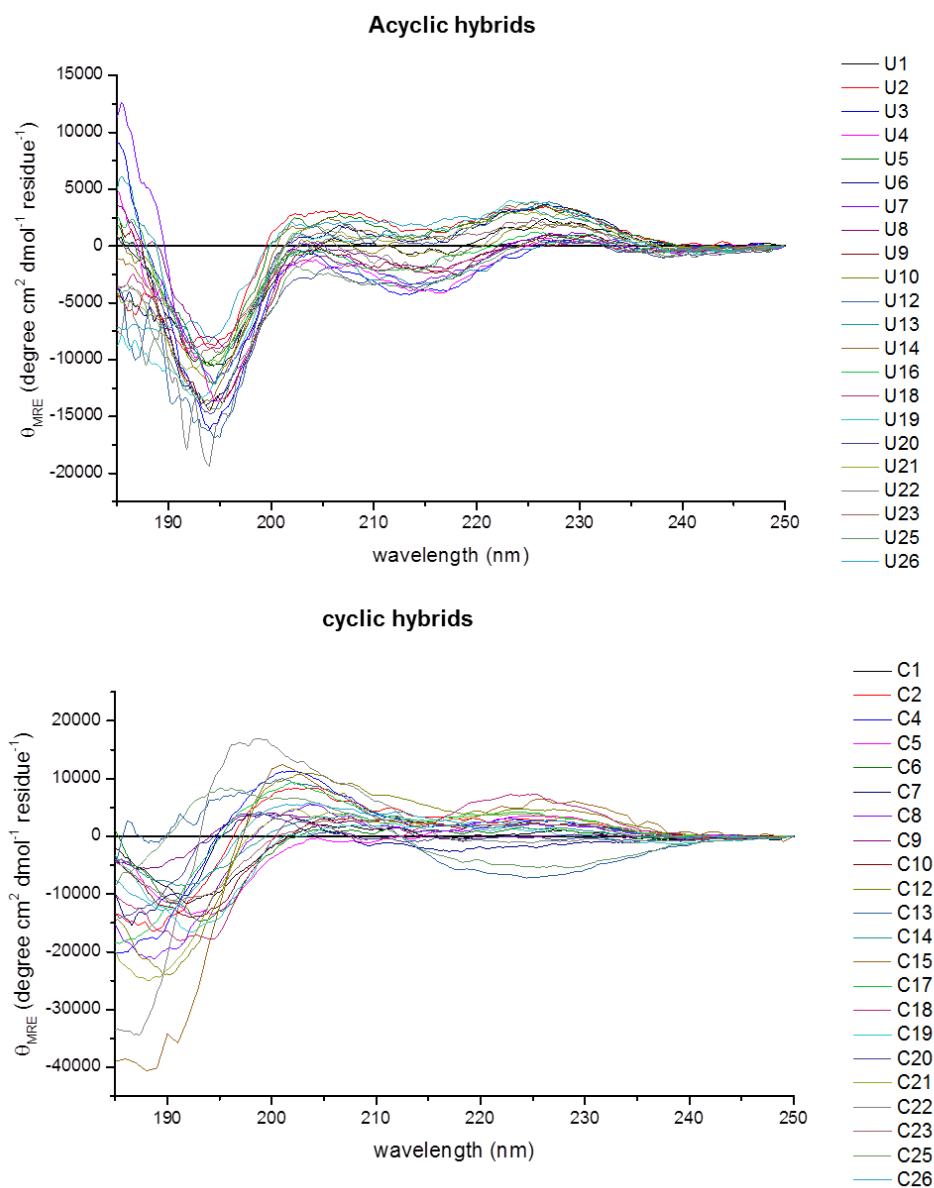 Acyclic hybrids
15000
10000
5000
0
-5000
-10000
-15000
-20000
θMRE (degree cm² dmol⁻¹ residue⁻¹)
190 200 210 220 230 240 250
wavelength (nm)
U1
U2
U3
U4
U5
U6
U7
U8
U9
U10
U12
U13
U14
U16
U18
U19
U20
U21
U22
U23
U25
U26
cyclic hybrids
20000
10000
0
-10000
-20000
-30000
-40000
θMRE (degree cm² dmol⁻¹ residue⁻¹)
190 200 210 220 230 240 250
wavelength (nm)
C1
C2
C4
C5
C6
C7
C8
C9
C10
C12
C13
C14
C15
C17
C18
C19
C20
C21
C22
C23
C25
C26